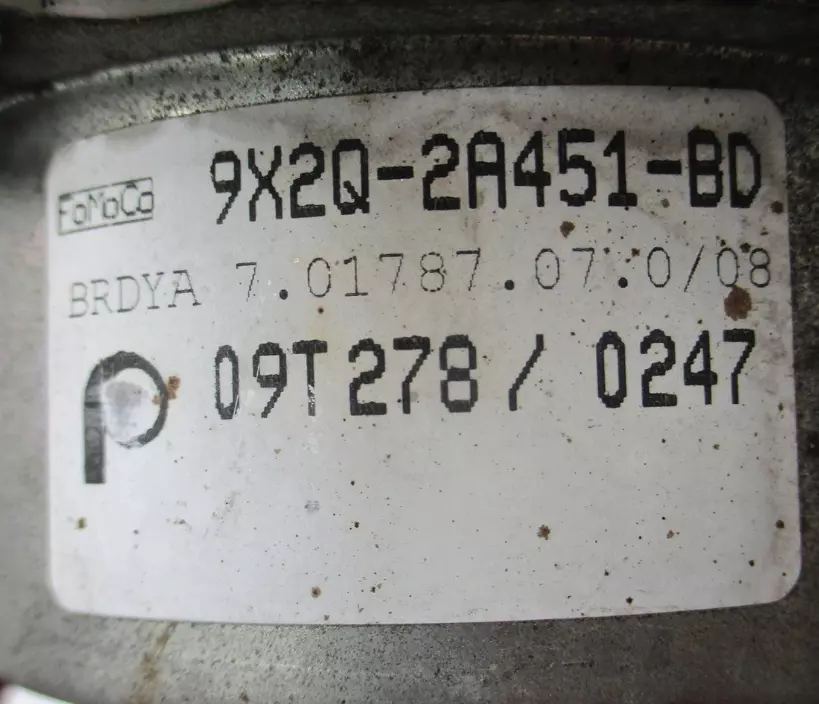 FoMoCo 9X2Q-2A451-BD
BRDYA 7.01787.07.0/08
P 09T278 / 0247